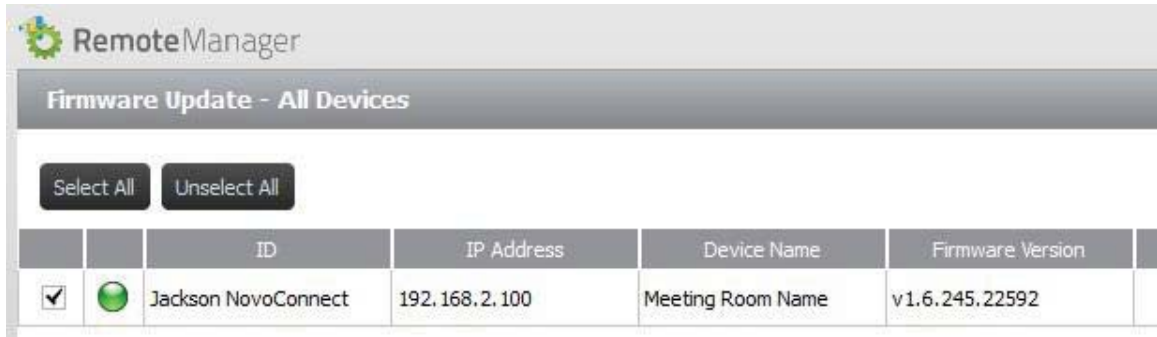 RemoteManager
Firmware Update - All Devices
Select All Unselect All
ID IP Address Device Name Firmware Version
Jackson NovoConnect 192.168.2.100 Meeting Room Name v1.6.245.22592